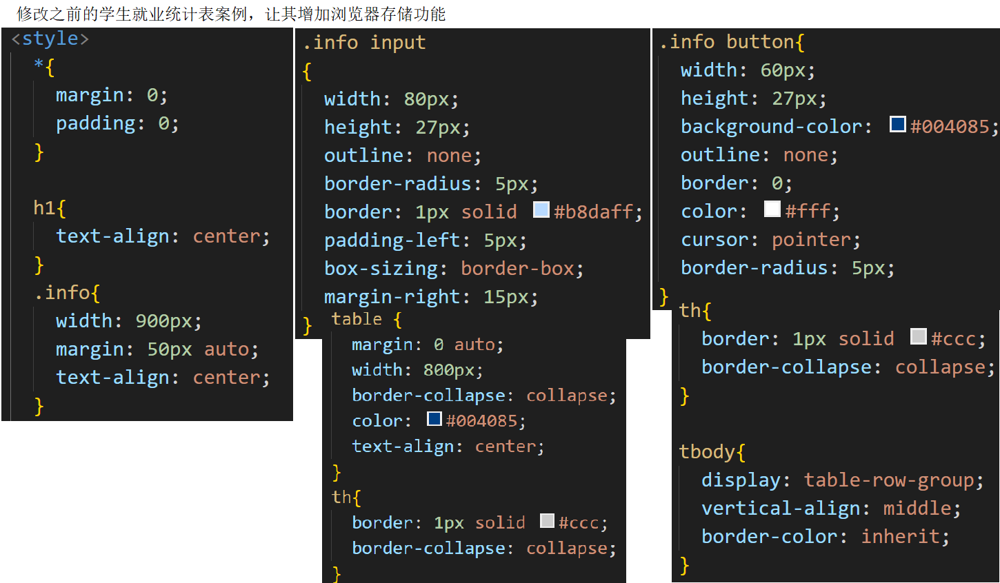 修改之前的学生就业统计表案例，让其增加浏览器存储功能
<style>
*{
margin: 0;
padding: 0;
}
h1{
text-align: center;
}
.info{
width: 900px;
margin: 50px auto;
text-align: center;
}
.info input
{
width: 80px;
height: 27px;
outline: none;
border-radius: 5px;
border: 1px solid #b8daff;
padding-left: 5px;
box-sizing: border-box;
margin-right: 15px;
}
table {
margin: 0 auto;
width: 800px;
border-collapse: collapse;
color: #004085;
text-align: center;
}
th{
border: 1px solid #ccc;
border-collapse: collapse;
}
.info button{
width: 60px;
height: 27px;
background-color: #004085;
outline: none;
border: 0;
color: #fff;
cursor: pointer;
border-radius: 5px;
}
th{
border: 1px solid #ccc;
border-collapse: collapse;
}
tbody{
display: table-row-group;
vertical-align: middle;
border-color: inherit;
}